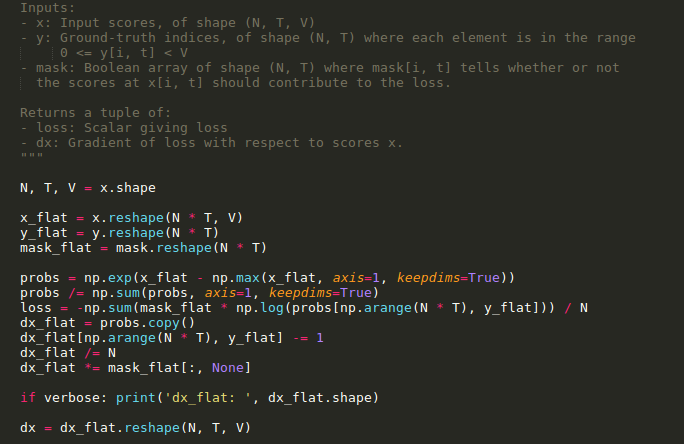 Inputs:
- x: Input scores, of shape (N, T, V)
- y: Ground-truth indices, of shape (N, T) where each element is in the range
0 <= y[i, t] < V
- mask: Boolean array of shape (N, T) where mask[i, t] tells whether or not
the scores at x[i, t] should contribute to the loss.
Returns a tuple of:
- loss: Scalar giving loss
- dx: Gradient of loss with respect to scores x.
"""
N, T, V = x.shape
x_flat = x.reshape(N * T, V)
y_flat = y.reshape(N * T)
mask_flat = mask.reshape(N * T)
probs = np.exp(x_flat - np.max(x_flat, axis=1, keepdims=True))
probs /= np.sum(probs, axis=1, keepdims=True)
loss = -np.sum(mask_flat * np.log(probs[np.arange(N * T), y_flat])) / N
dx_flat = probs.copy()
dx_flat[np.arange(N * T), y_flat] -= 1
dx_flat /= N
dx_flat *= mask_flat[:, None]
if verbose: print('dx_flat: ', dx_flat.shape)
dx = dx_flat.reshape(N, T, V)